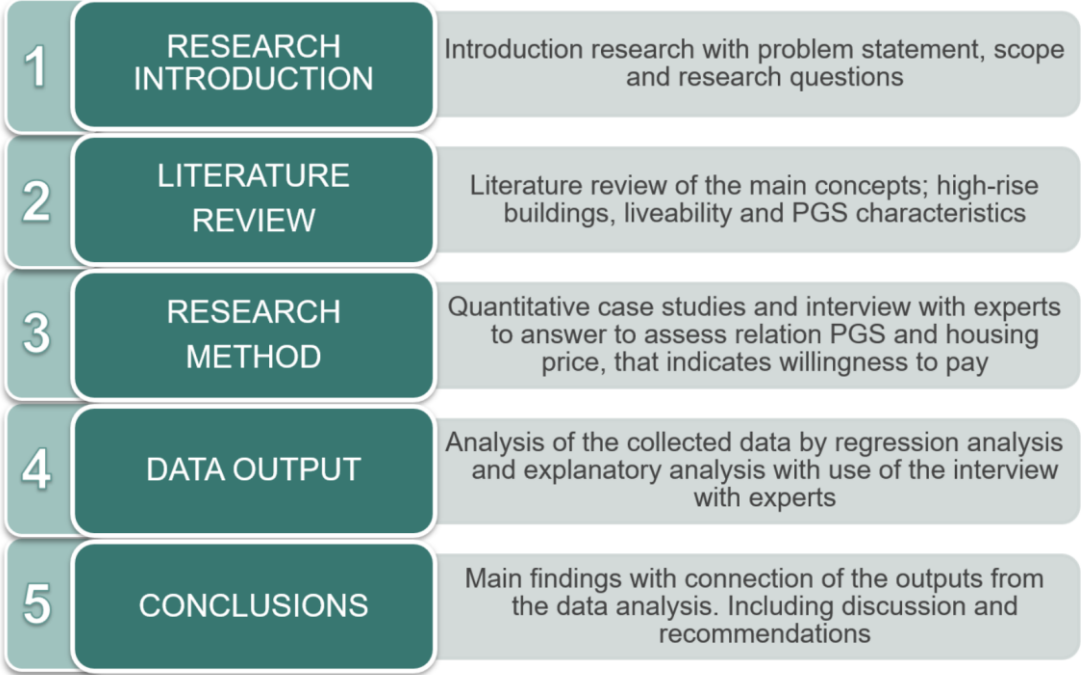 1
RESEARCH
INTRODUCTION
Introduction research with problem statement, scope
and research questions
2
LITERATURE
REVIEW
Literature review of the main concepts; high-rise
buildings, liveability and PGS characteristics
3
RESEARCH
METHOD
Quantitative case studies and interview with experts
to answer to assess relation PGS and housing
price, that indicates willingness to pay
4
DATA OUTPUT
Analysis of the collected data by regression analysis
and explanatory analysis with use of the interview
with experts
5
CONCLUSIONS
Main findings with connection of the outputs from
the data analysis. Including discussion and
recommendations